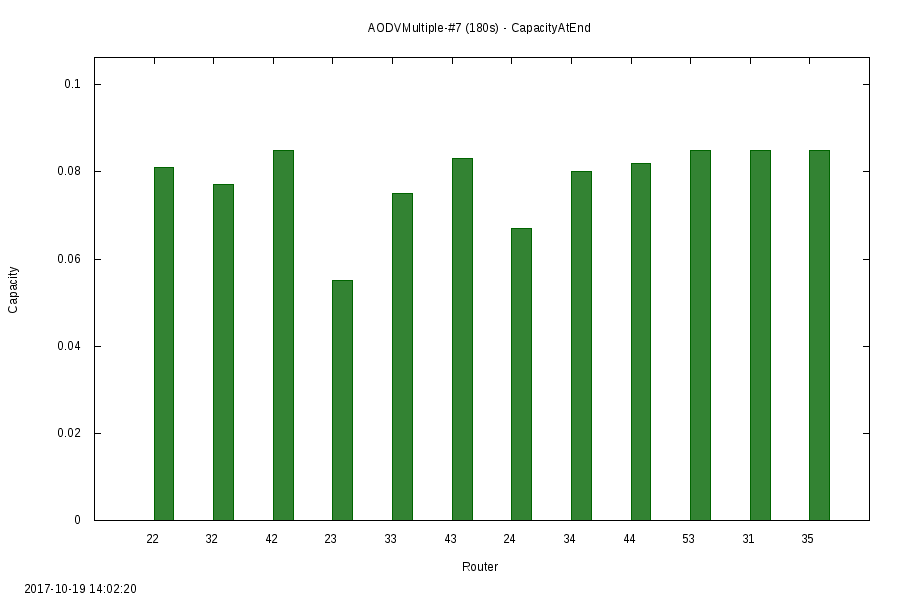 AODVMultiple-#7 (180s) - CapacityAtEnd
0.1
0.08
0.06
0.04
0.02
0
Capacity
22 32 42 23 33 43 24 34 44 53 31 35
Router
2017-10-19 14:02:20